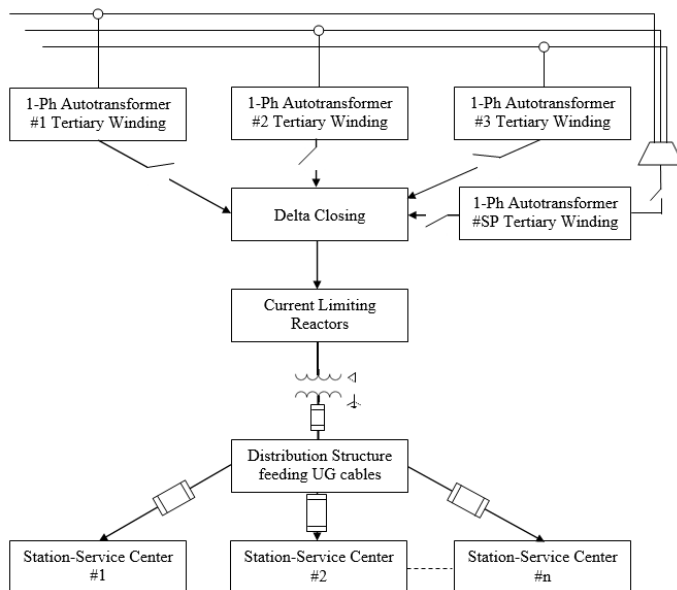 1-Ph Autotransformer
#1 Tertiary Winding
1-Ph Autotransformer
#2 Tertiary Winding
1-Ph Autotransformer
#3 Tertiary Winding
Delta Closing
1-Ph Autotransformer
#SP Tertiary Winding
Current Limiting
Reactors
Distribution Structure
feeding UG cables
Station-Service Center
#1
Station-Service Center
#2
Station-Service Center
#n